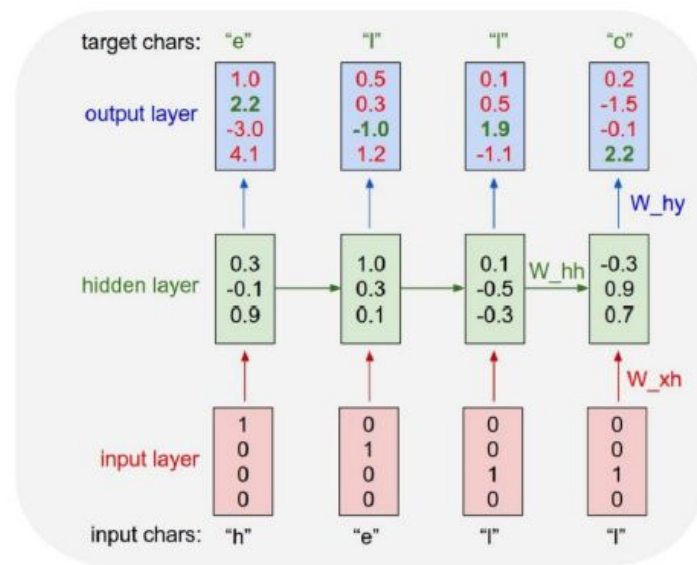 target chars: “e” “l” “l” “o”
1.0 0.5 0.1 0.2
2.2 0.3 0.5 -1.5
output layer -3.0 -1.0 1.9 -0.1
4.1 1.2 -1.1 2.2
W_hy
0.3 1.0 0.1 W_hh -0.3
hidden layer -0.1 0.3 -0.5 0.9
0.9 0.1 -0.3 0.7
W_xh
1 0 0 0
0 1 0 0
input layer 0 0 1 1
0 0 0 0
input chars: “h” “e” “l” “l”